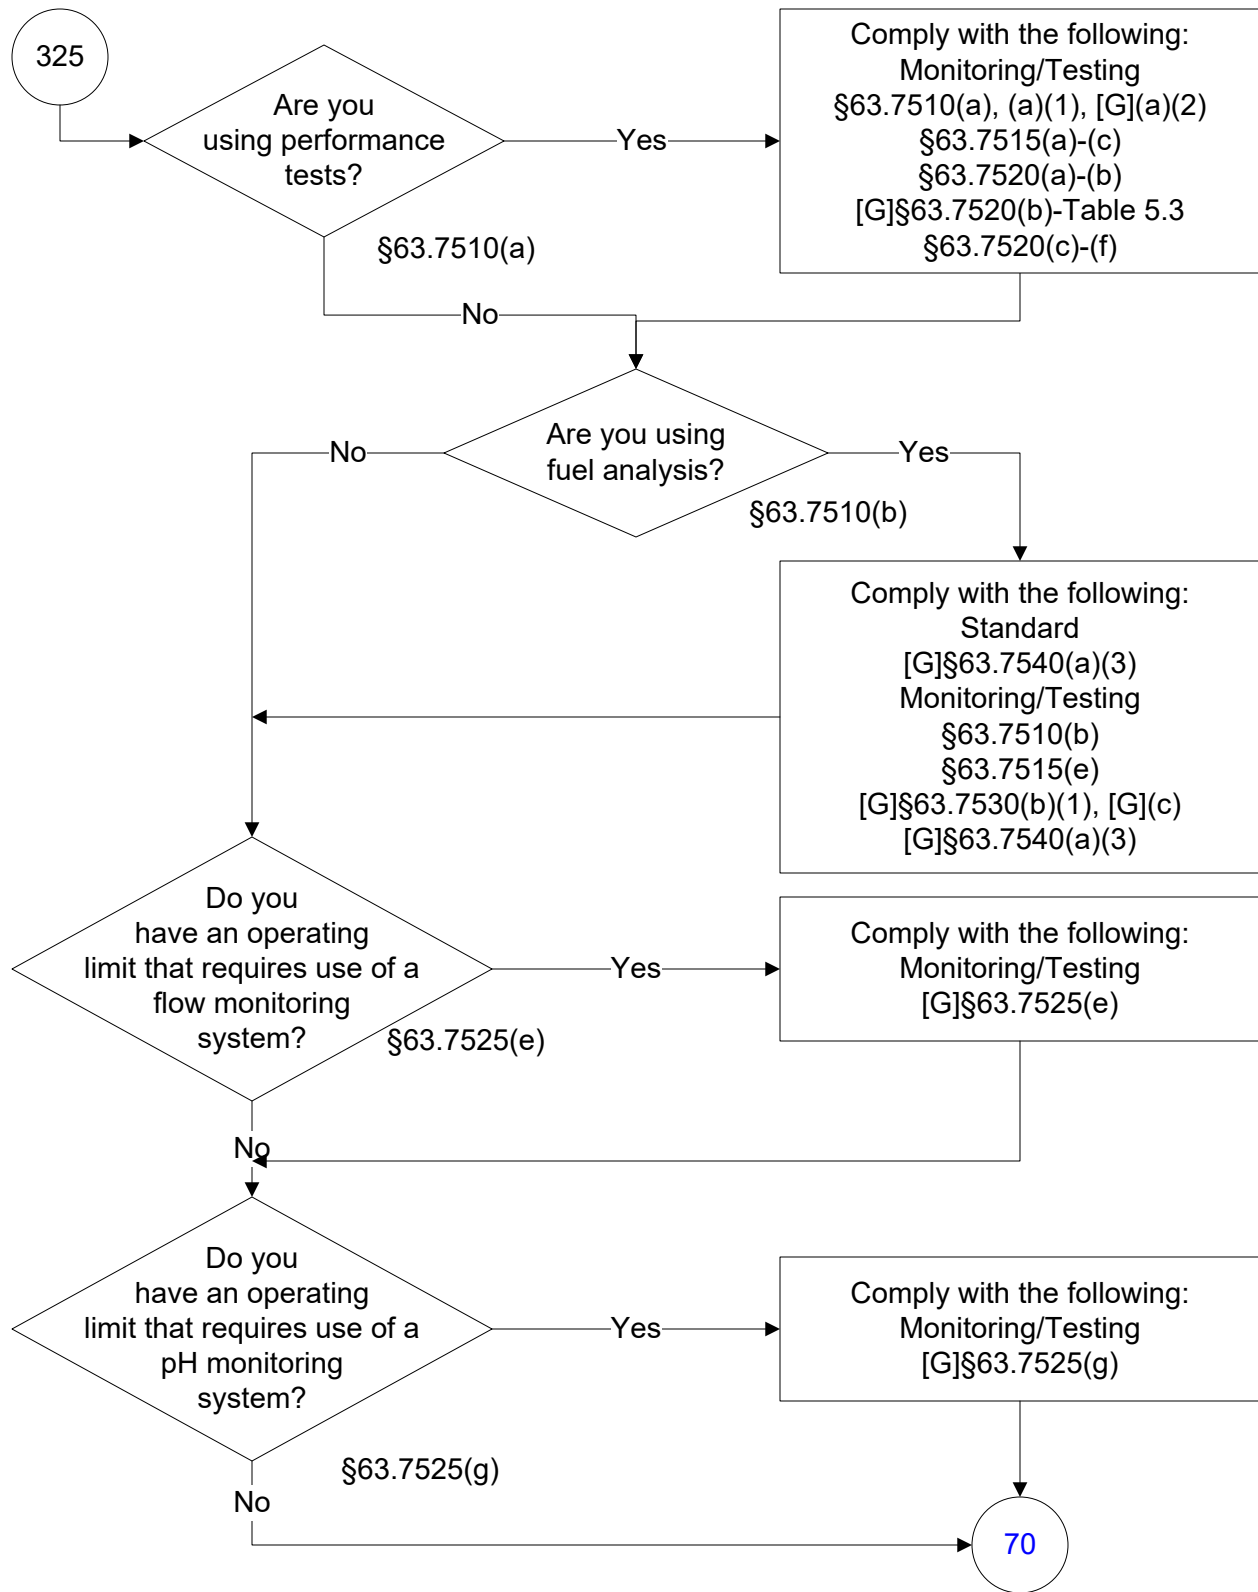 325
Are you
using performance
tests?
§63.7510(a)
Yes
Comply with the following:
Monitoring/Testing
§63.7510(a), (a)(1), [G](a)(2)
§63.7515(a)-(c)
§63.7520(a)-(b)
[G]§63.7520(b)-Table 5.3
§63.7520(c)-(f)
No
Are you using
fuel analysis?
§63.7510(b)
No
Yes
Comply with the following:
Standard
[G]§63.7540(a)(3)
Monitoring/Testing
§63.7510(b)
§63.7515(e)
[G]§63.7530(b)(1), [G](c)
[G]§63.7540(a)(3)
Do you
have an operating
limit that requires use of a
flow monitoring
system?
§63.7525(e)
Yes
Comply with the following:
Monitoring/Testing
[G]§63.7525(e)
No
Do you
have an operating
limit that requires use of a
pH monitoring
system?
§63.7525(g)
Yes
Comply with the following:
Monitoring/Testing
[G]§63.7525(g)
No
70